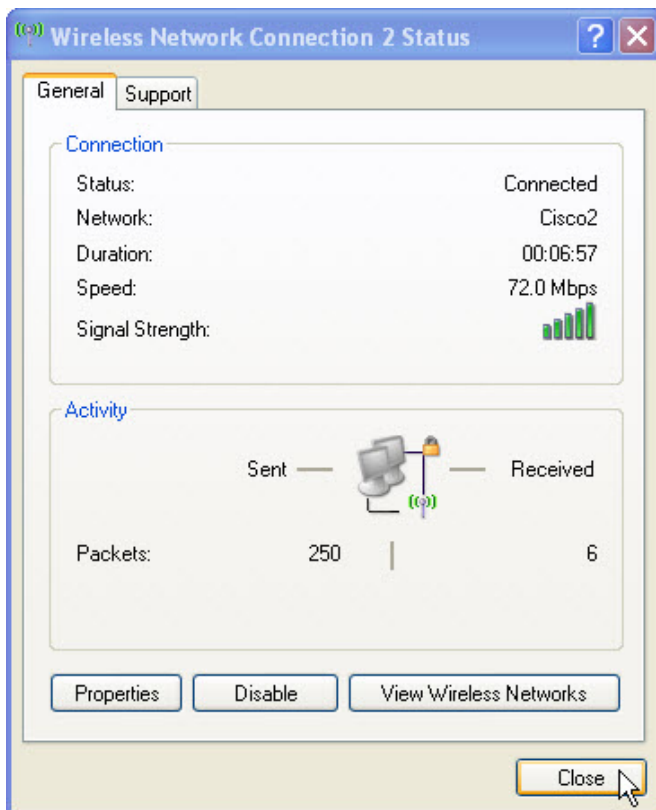 Wireless Network Connection 2 Status
General Support
Connection
Status: Connected
Network: Cisco2
Duration: 00:06:57
Speed: 72.0 Mbps
Signal Strength:
Activity
Sent Received
Packets: 250 6
Properties Disable View Wireless Networks
Close